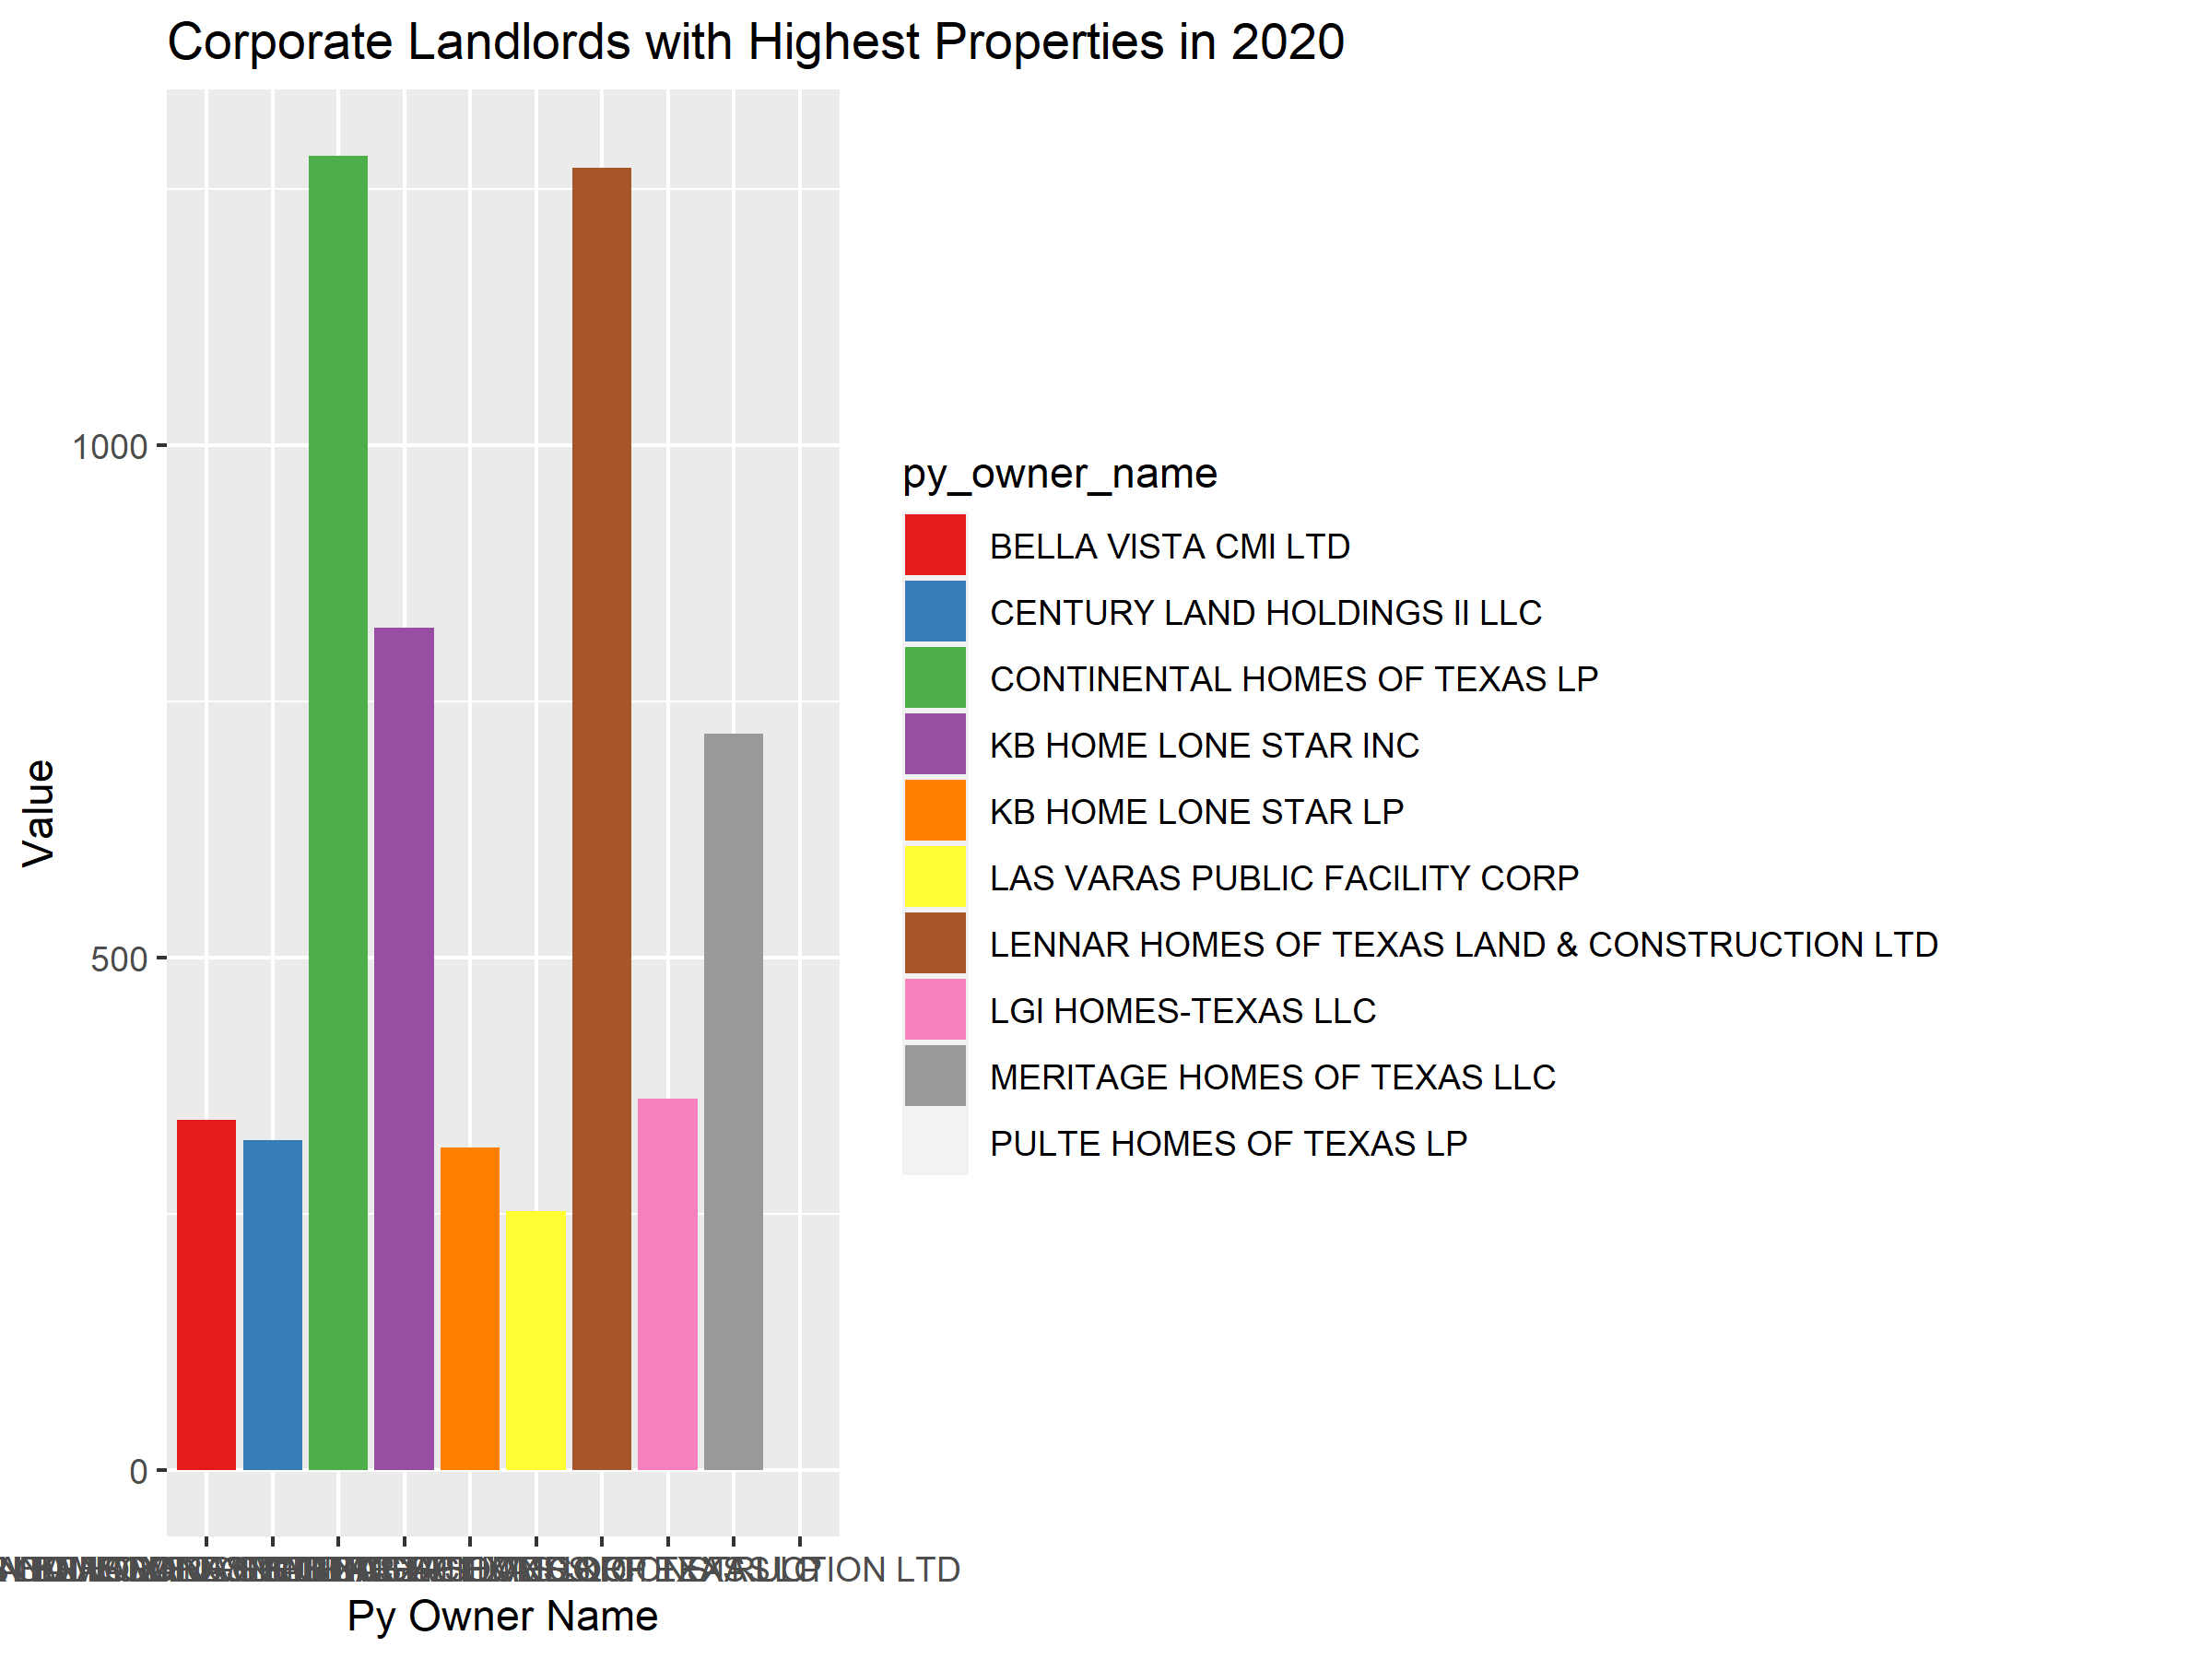 Corporate Landlords with Highest Properties in 2020
1000
500
0
Value
py_owner_name
BELLA VISTA CMI LTD
CENTURY LAND HOLDINGS II LLC
CONTINENTAL HOMES OF TEXAS LP
KB HOME LONE STAR INC
KB HOME LONE STAR LP
LAS VARAS PUBLIC FACILITY CORP
LENNAR HOMES OF TEXAS LAND & CONSTRUCTION LTD
LGI HOMES-TEXAS LLC
MERITAGE HOMES OF TEXAS LLC
PULTE HOMES OF TEXAS LP
LTD
Py Owner Name